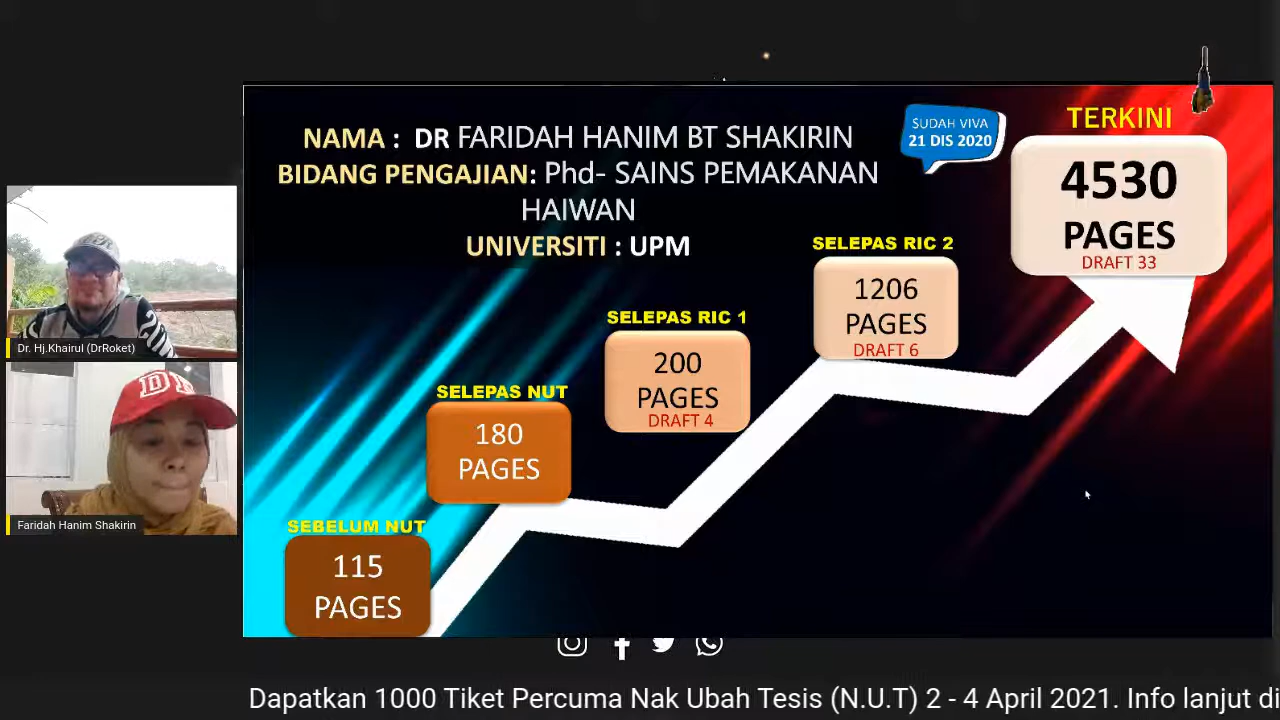 NAMA : DR FARIDAH HANIM BT SHAKIRIN
BIDANG PENGAJIAN: Phd- SAINS PEMAKANAN
HAIWAN
UNIVERSITI : UPM
SUDAH VIVA
21 DIS 2020
TERKINI
4530
PAGES
DRAFT 33
SELEPAS RIC 2
1206
PAGES
DRAFT 6
SELEPAS RIC 1
200
PAGES
DRAFT 4
SELEPAS NUT
180
PAGES
SEBELUM NUT
115
PAGES
Dr. Hj.Khairul (DrRoket)
Faridah Hanim Shakirin
Dapatkan 1000 Tiket Percuma Nak Ubah Tesis (N.U.T) 2 - 4 April 2021. Info lanjut di